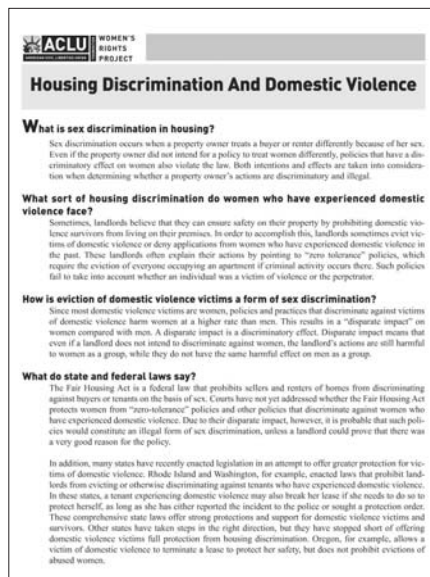 ACLU
AMERICAN CIVIL LIBERTIES UNION
WOMEN'S
RIGHTS
PROJECT
Housing Discrimination And Domestic Violence
What is sex discrimination in housing?
Sex discrimination occurs when a property owner treats a buyer or renter differently because of her sex.
Even if the property owner did not intend for a policy to treat women differently, policies that have a dis-
criminatory effect on women also violate the law. Both intentions and effects are taken into considera-
tion when determining whether a property owner's actions are discriminatory and illegal.
What sort of housing discrimination do women who have experienced domestic
violence face?
Sometimes, landlords believe that they can ensure safety on their property by prohibiting domestic vio-
lence survivors from living on their premises. In order to accomplish this, landlords sometimes evict vic-
tims of domestic violence or deny applications from women who have experienced domestic violence in
the past. These landlords often explain their actions by pointing to "zero tolerance" policies, which
require the eviction of everyone occupying an apartment if criminal activity occurs there. Such policies
fail to take into account whether an individual was a victim of violence or the perpetrator.
How is eviction of domestic violence victims a form of sex discrimination?
Since most domestic violence victims are women, policies and practices that discriminate against victims
of domestic violence harm women at a higher rate than men. This results in a "disparate impact" on
women compared with men. A disparate impact is a discriminatory effect. Disparate impact means that
even if a landlord does not intend to discriminate against women, the landlord's actions are still harmful
to women as a group, while they do not have the same harmful effect on men as a group.
What do state and federal laws say?
The Fair Housing Act is a federal law that prohibits sellers and renters of homes from discriminating
against buyers or tenants on the basis of sex. Courts have not yet addressed whether the Fair Housing Act
protects women from "zero-tolerance" policies and other policies that discriminate against women who
have experienced domestic violence. Due to their disparate impact, however, it is probable that such poli-
cies would constitute an illegal form of sex discrimination, unless a landlord could prove that there was
a very good reason for the policy.
In addition, many states have recently enacted legislation in an attempt to offer greater protection for vic-
tims of domestic violence. Rhode Island and Washington, for example, enacted laws that prohibit land-
lords from evicting or otherwise discriminating against tenants who have experienced domestic violence.
In these states, a tenant experiencing domestic violence may also break her lease if she needs to do so to
protect herself, as long as she has either reported the incident to the police or sought a protection order.
These comprehensive state laws offer strong protections and support for domestic violence victims and
survivors. Other states have taken steps in the right direction, but they have stopped short of offering
domestic violence victims full protection from housing discrimination. Oregon, for example, allows a
victim of domestic violence to terminate a lease to protect her safety, but does not prohibit evictions of
abused women.